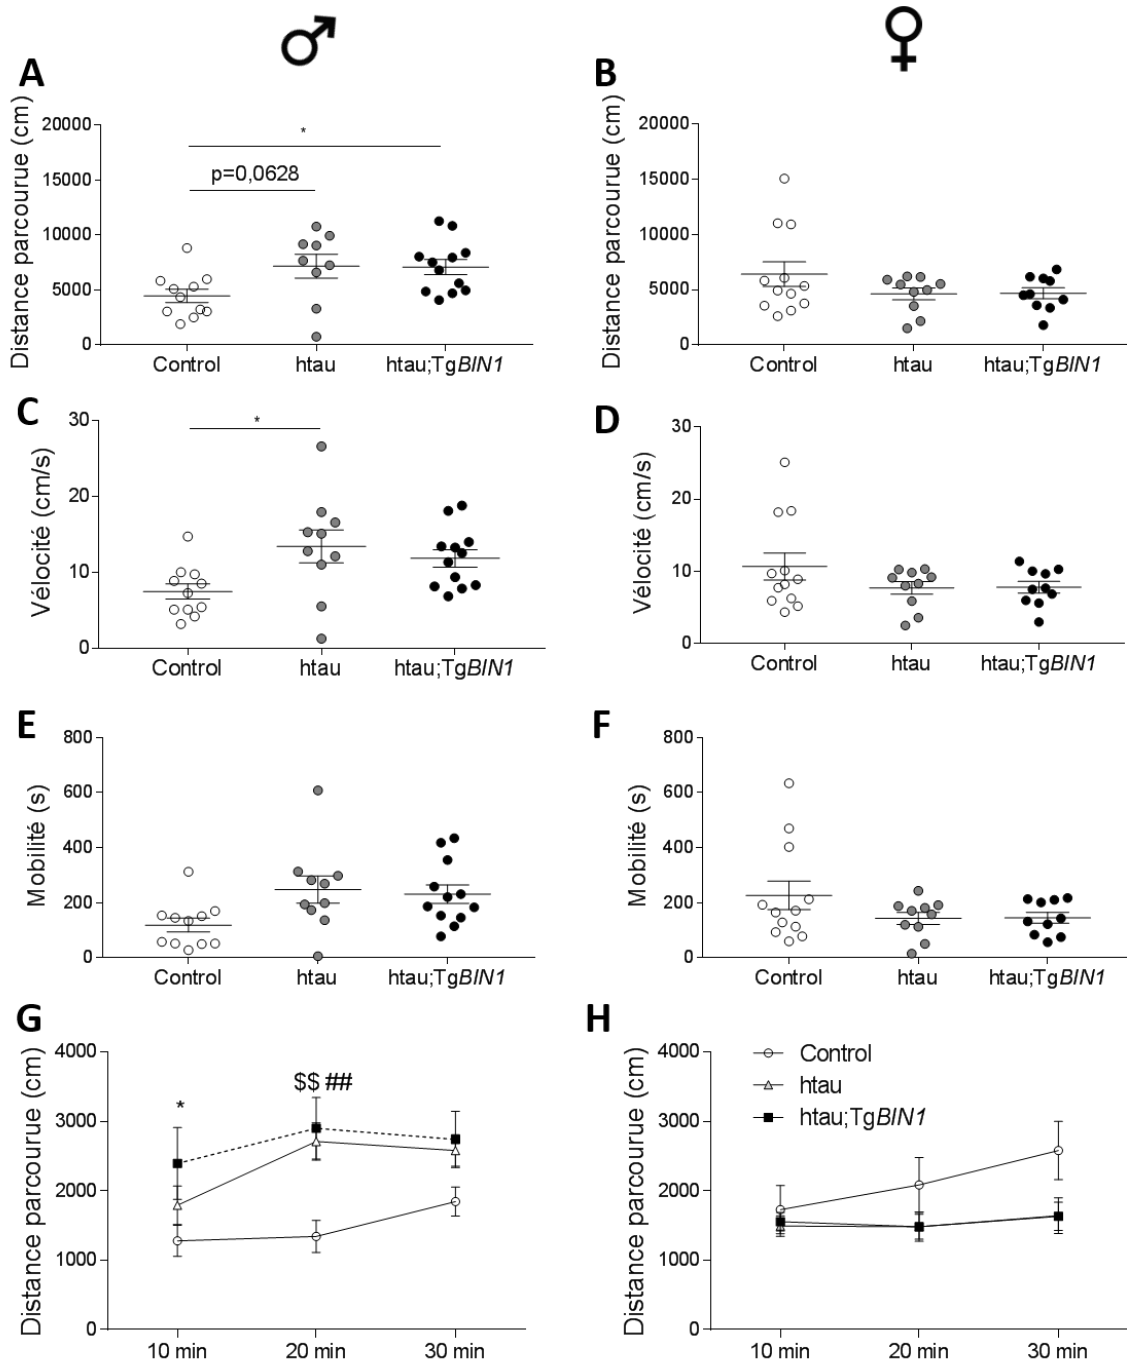 ♂
♀
A
Distance parcourue (cm)
20000
15000
10000
5000
0
*
p=0,0628
Control
htau
htau;TgBIN1
B
Distance parcourue (cm)
20000
15000
10000
5000
0
Control
htau
htau;TgBIN1
C
Vélocité (cm/s)
30
20
10
0
*
Control
htau
htau;TgBIN1
D
Vélocité (cm/s)
30
20
10
0
Control
htau
htau;TgBIN1
E
Mobilité (s)
800
600
400
200
0
Control
htau
htau;TgBIN1
F
Mobilité (s)
800
600
400
200
0
Control
htau
htau;TgBIN1
G
Distance parcourue (cm)
4000
3000
2000
1000
0
*
$$ ##
10 min
20 min
30 min
H
Distance parcourue (cm)
4000
3000
2000
1000
0
Control
htau
htau;TgBIN1
10 min
20 min
30 min